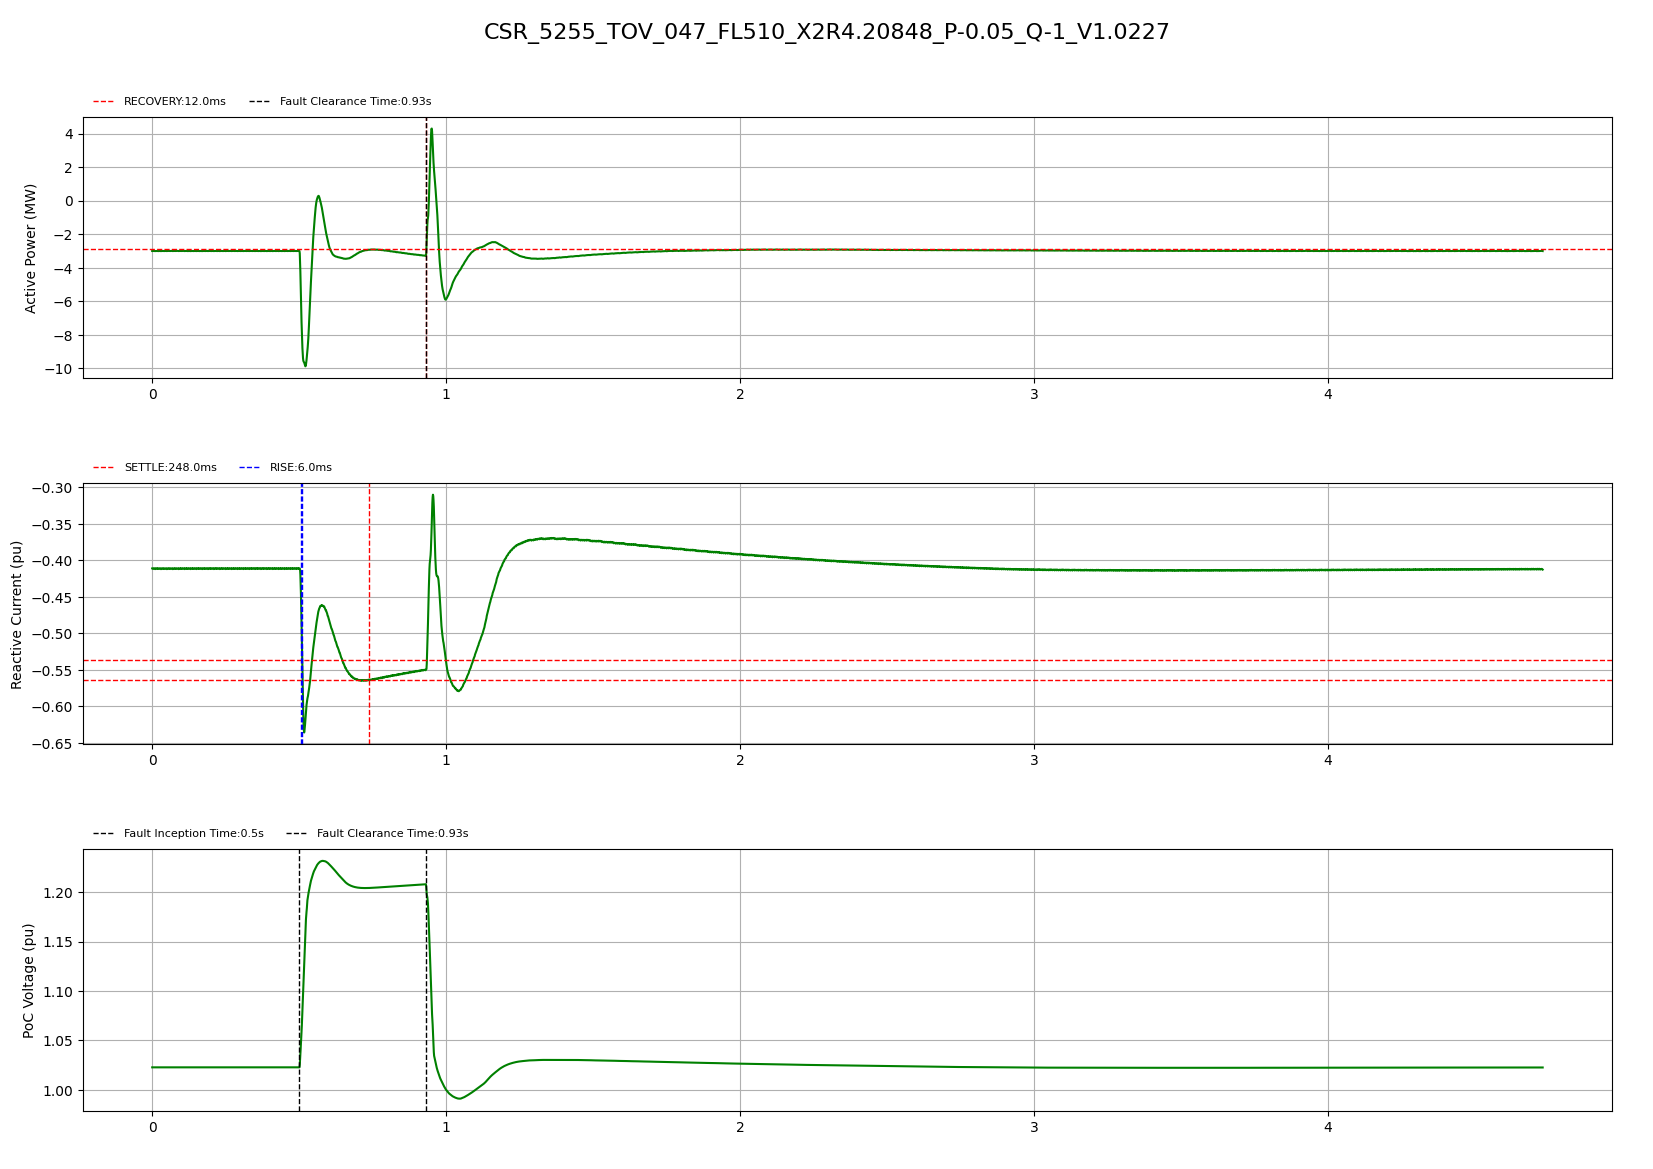 CSR_5255_TOV_047_FL510_X2R4.20848_P-0.05_Q-1_V1.0227
RECOVERY:12.0ms Fault Clearance Time:0.93s
Active Power (MW)
4
2
0
−2
−4
−6
−8
−10
0 1 2 3 4
SETTLE:248.0ms RISE:6.0ms
Reactive Current (pu)
−0.30
−0.35
−0.40
−0.45
−0.50
−0.55
−0.60
−0.65
0 1 2 3 4
Fault Inception Time:0.5s Fault Clearance Time:0.93s
PoC Voltage (pu)
1.20
1.15
1.10
1.05
1.00
0 1 2 3 4